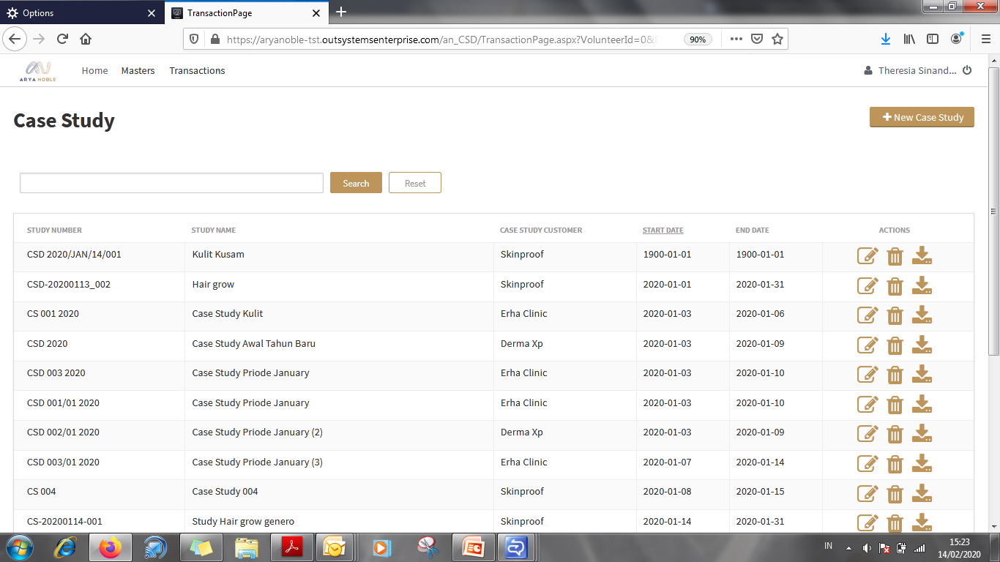 Options
TransactionPage
https://aryanoble-tst.outsystemsenterprise.com/an_CSD/TransactionPage.aspx?VolunteerId=0& 90%
ARYA NOBLE
Home Masters Transactions Theresia Sinand...
Case Study
New Case Study
Search Reset
STUDY NUMBER STUDY NAME CASE STUDY CUSTOMER START DATE END DATE ACTIONS
CSD 2020/JAN/14/001 Kulit Kusam Skinproof 1900-01-01 1900-01-01
CSD-20200113_002 Hair grow Skinproof 2020-01-01 2020-01-31
CS 001 2020 Case Study Kulit Erha Clinic 2020-01-03 2020-01-06
CSD 2020 Case Study Awal Tahun Baru Derma Xp 2020-01-03 2020-01-09
CSD 003 2020 Case Study Priode January Erha Clinic 2020-01-03 2020-01-10
CSD 001/01 2020 Case Study Priode January Erha Clinic 2020-01-03 2020-01-10
CSD 002/01 2020 Case Study Priode January (2) Derma Xp 2020-01-03 2020-01-09
CSD 003/01 2020 Case Study Priode January (3) Erha Clinic 2020-01-07 2020-01-14
CS 004 Case Study 004 Skinproof 2020-01-08 2020-01-15
CS-20200114-001 Study Hair grow genero Skinproof 2020-01-14 2020-01-31
IN 15:23
14/02/2020